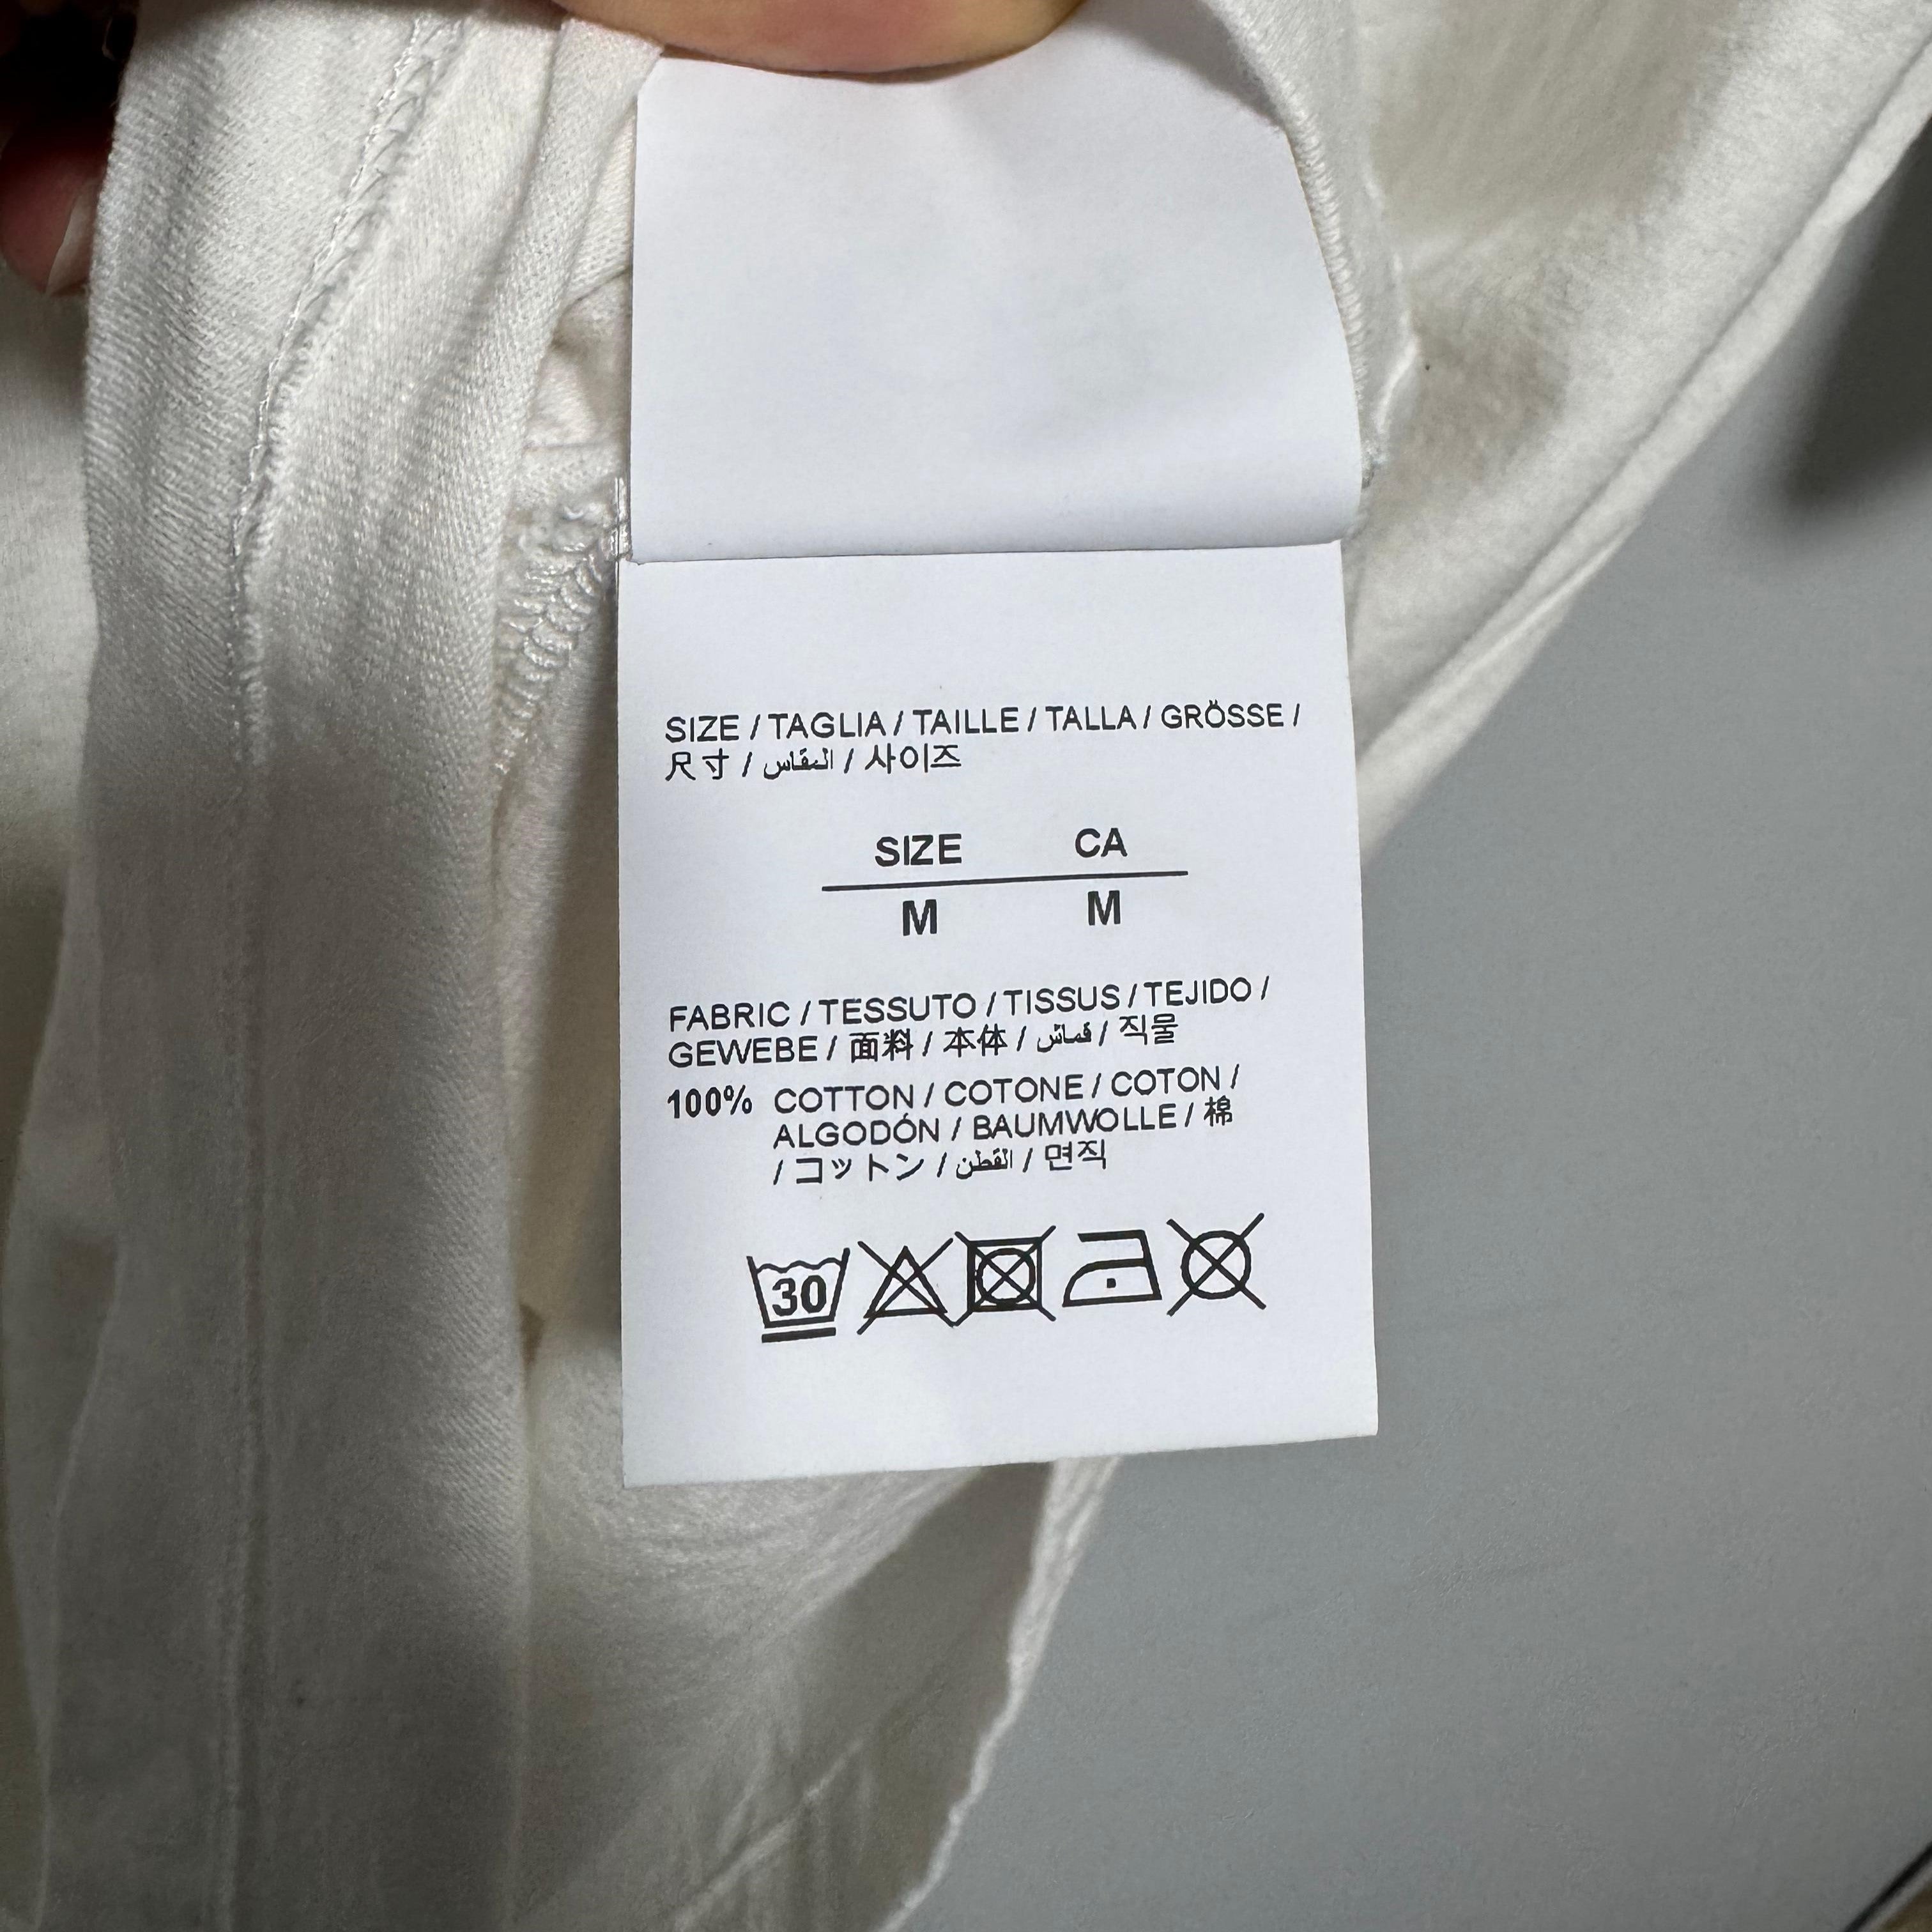 SIZE / TAGLIA / TAILLE / TALLA / GRÖSSE /
尺寸 / المقاس / 사이즈
SIZE CA
M M
FABRIC / TESSUTO / TISSUS / TEJIDO /
GEWEBE / 面料 / 本体 / قماش / 직물
100% COTTON / COTONE / COTON /
ALGODÓN / BAUMWOLLE / 棉
/ コットン / القطن / 면직
30